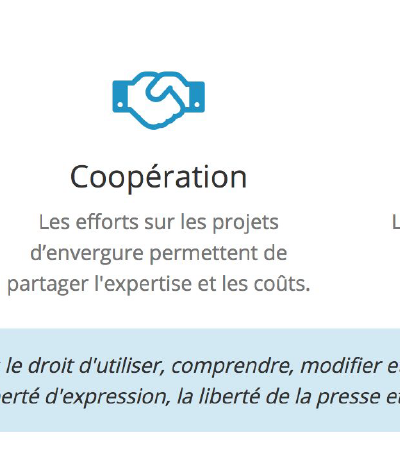 Coopération
Les efforts sur les projets
d’envergure permettent de
partager l'expertise et les coûts.
le droit d'utiliser, comprendre, modifier
d'expression, la liberté de la presse et